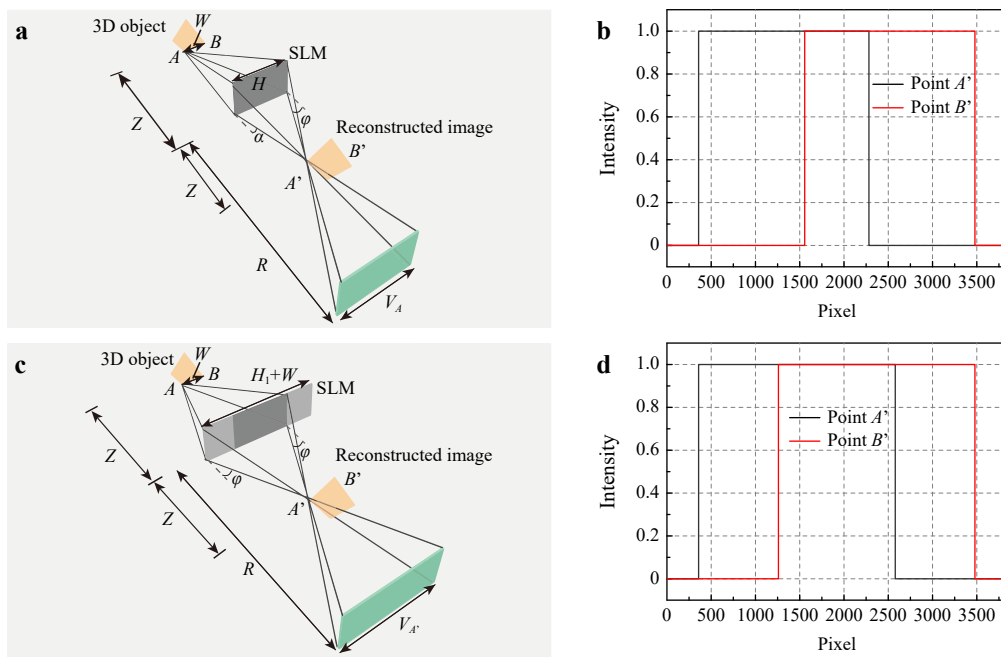 a
3D object
W
A
B
SLM
H
φ
α
Z
Reconstructed image
B'
A'
Z
R
V_A
b
Intensity
1.0
0.8
0.6
0.4
0.2
0
Point A'
Point B'
0 500 1000 1500 2000 2500 3000 3500
Pixel
c
3D object
W
A
B
H₁+W
SLM
φ
φ
Z
Reconstructed image
B'
A'
Z
R
V_A'
d
Intensity
1.0
0.8
0.6
0.4
0.2
0
Point A'
Point B'
0 500 1000 1500 2000 2500 3000 3500
Pixel